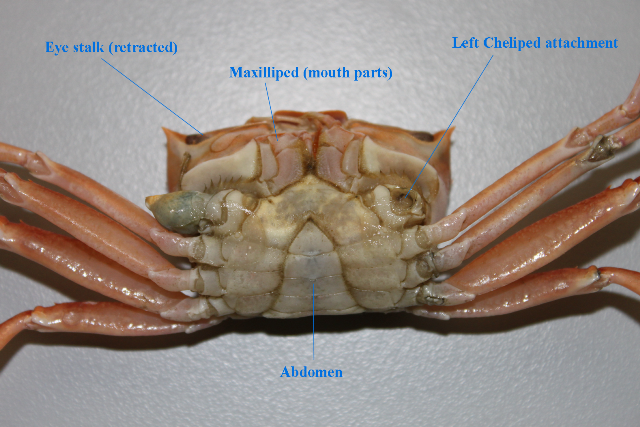 Left Cheliped attachment
Eye stalk (retracted)
Maxilliped (mouth parts)
Abdomen